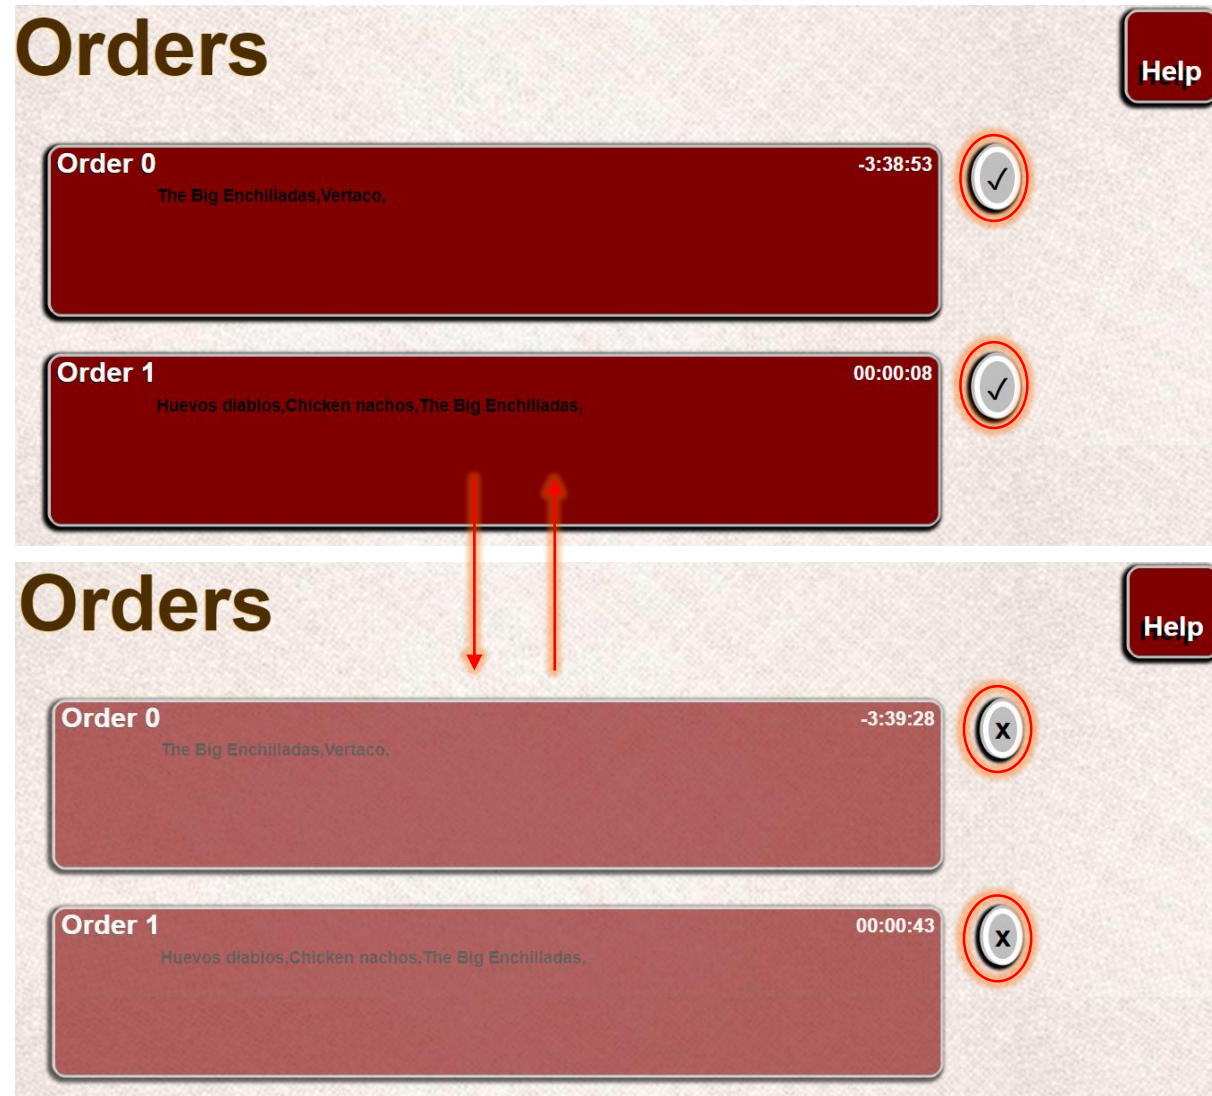 Orders
Help
Order 0 -3:38:53
The Big Enchilladas,Vertaco,
✓
Order 1 00:00:08
Huevos diablos,Chicken nachos,The Big Enchilladas,
✓
Orders
Help
Order 0 -3:39:28
The Big Enchilladas,Vertaco,
x
Order 1 00:00:43
Huevos diablos,Chicken nachos,The Big Enchilladas,
x